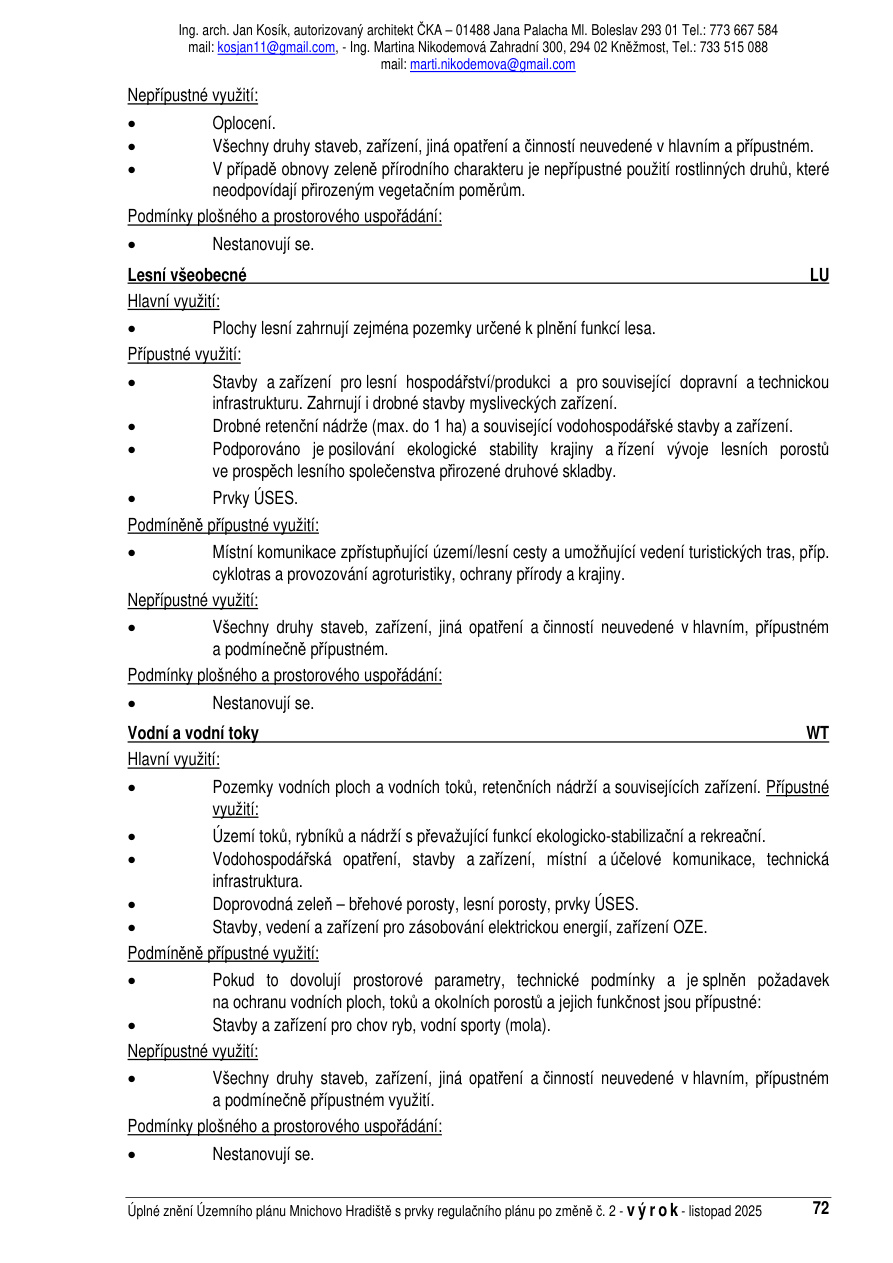 Ing. arch. Jan Kosík, autorizovaný architekt ČKA – 01488 Jana Palacha Ml. Boleslav 293 01 Tel.: 773 667 584
mail: kosjan11@gmail.com, - Ing. Martina Nikodemová Zahradní 300, 294 02 Kněžmost, Tel.: 733 515 088
mail: marti.nikodemova@gmail.com
Nepřípustné využití:
• Oplocení.
• Všechny druhy staveb, zařízení, jiná opatření a činností neuvedené v hlavním a přípustném.
• V případě obnovy zeleně přírodního charakteru je nepřípustné použití rostlinných druhů, které
neodpovídají přirozeným vegetačním poměrům.
Podmínky plošného a prostorového uspořádání:
• Nestanovují se.
Lesní všeobecné LU
Hlavní využití:
• Plochy lesní zahrnují zejména pozemky určené k plnění funkcí lesa.
Přípustné využití:
• Stavby a zařízení pro lesní hospodářství/produkci a pro související dopravní a technickou
infrastrukturu. Zahrnují i drobné stavby mysliveckých zařízení.
• Drobné retenční nádrže (max. do 1 ha) a související vodohospodářské stavby a zařízení.
• Podporováno je posilování ekologické stability krajiny a řízení vývoje lesních porostů
ve prospěch lesního společenstva přirozené druhové skladby.
• Prvky ÚSES.
Podmíněně přípustné využití:
• Místní komunikace zpřístupňující území/lesní cesty a umožňující vedení turistických tras, příp.
cyklotras a provozování agroturistiky, ochrany přírody a krajiny.
Nepřípustné využití:
• Všechny druhy staveb, zařízení, jiná opatření a činností neuvedené v hlavním, přípustném
a podmínečně přípustném.
Podmínky plošného a prostorového uspořádání:
• Nestanovují se.
Vodní a vodní toky WT
Hlavní využití:
• Pozemky vodních ploch a vodních toků, retenčních nádrží a souvisejících zařízení. Přípustné
využití:
• Území toků, rybníků a nádrží s převažující funkcí ekologicko-stabilizační a rekreační.
• Vodohospodářská opatření, stavby a zařízení, místní a účelové komunikace, technická
infrastruktura.
• Doprovodná zeleň – břehové porosty, lesní porosty, prvky ÚSES.
• Stavby, vedení a zařízení pro zásobování elektrickou energií, zařízení OZE.
Podmíněně přípustné využití:
• Pokud to dovolují prostorové parametry, technické podmínky a je splněn požadavek
na ochranu vodních ploch, toků a okolních porostů a jejich funkčnost jsou přípustné:
• Stavby a zařízení pro chov ryb, vodní sporty (mola).
Nepřípustné využití:
• Všechny druhy staveb, zařízení, jiná opatření a činností neuvedené v hlavním, přípustném
a podmínečně přípustném využití.
Podmínky plošného a prostorového uspořádání:
• Nestanovují se.
Úplné znění Územního plánu Mnichovo Hradiště s prvky regulačního plánu po změně č. 2 - v ý r o k - listopad 2025 72